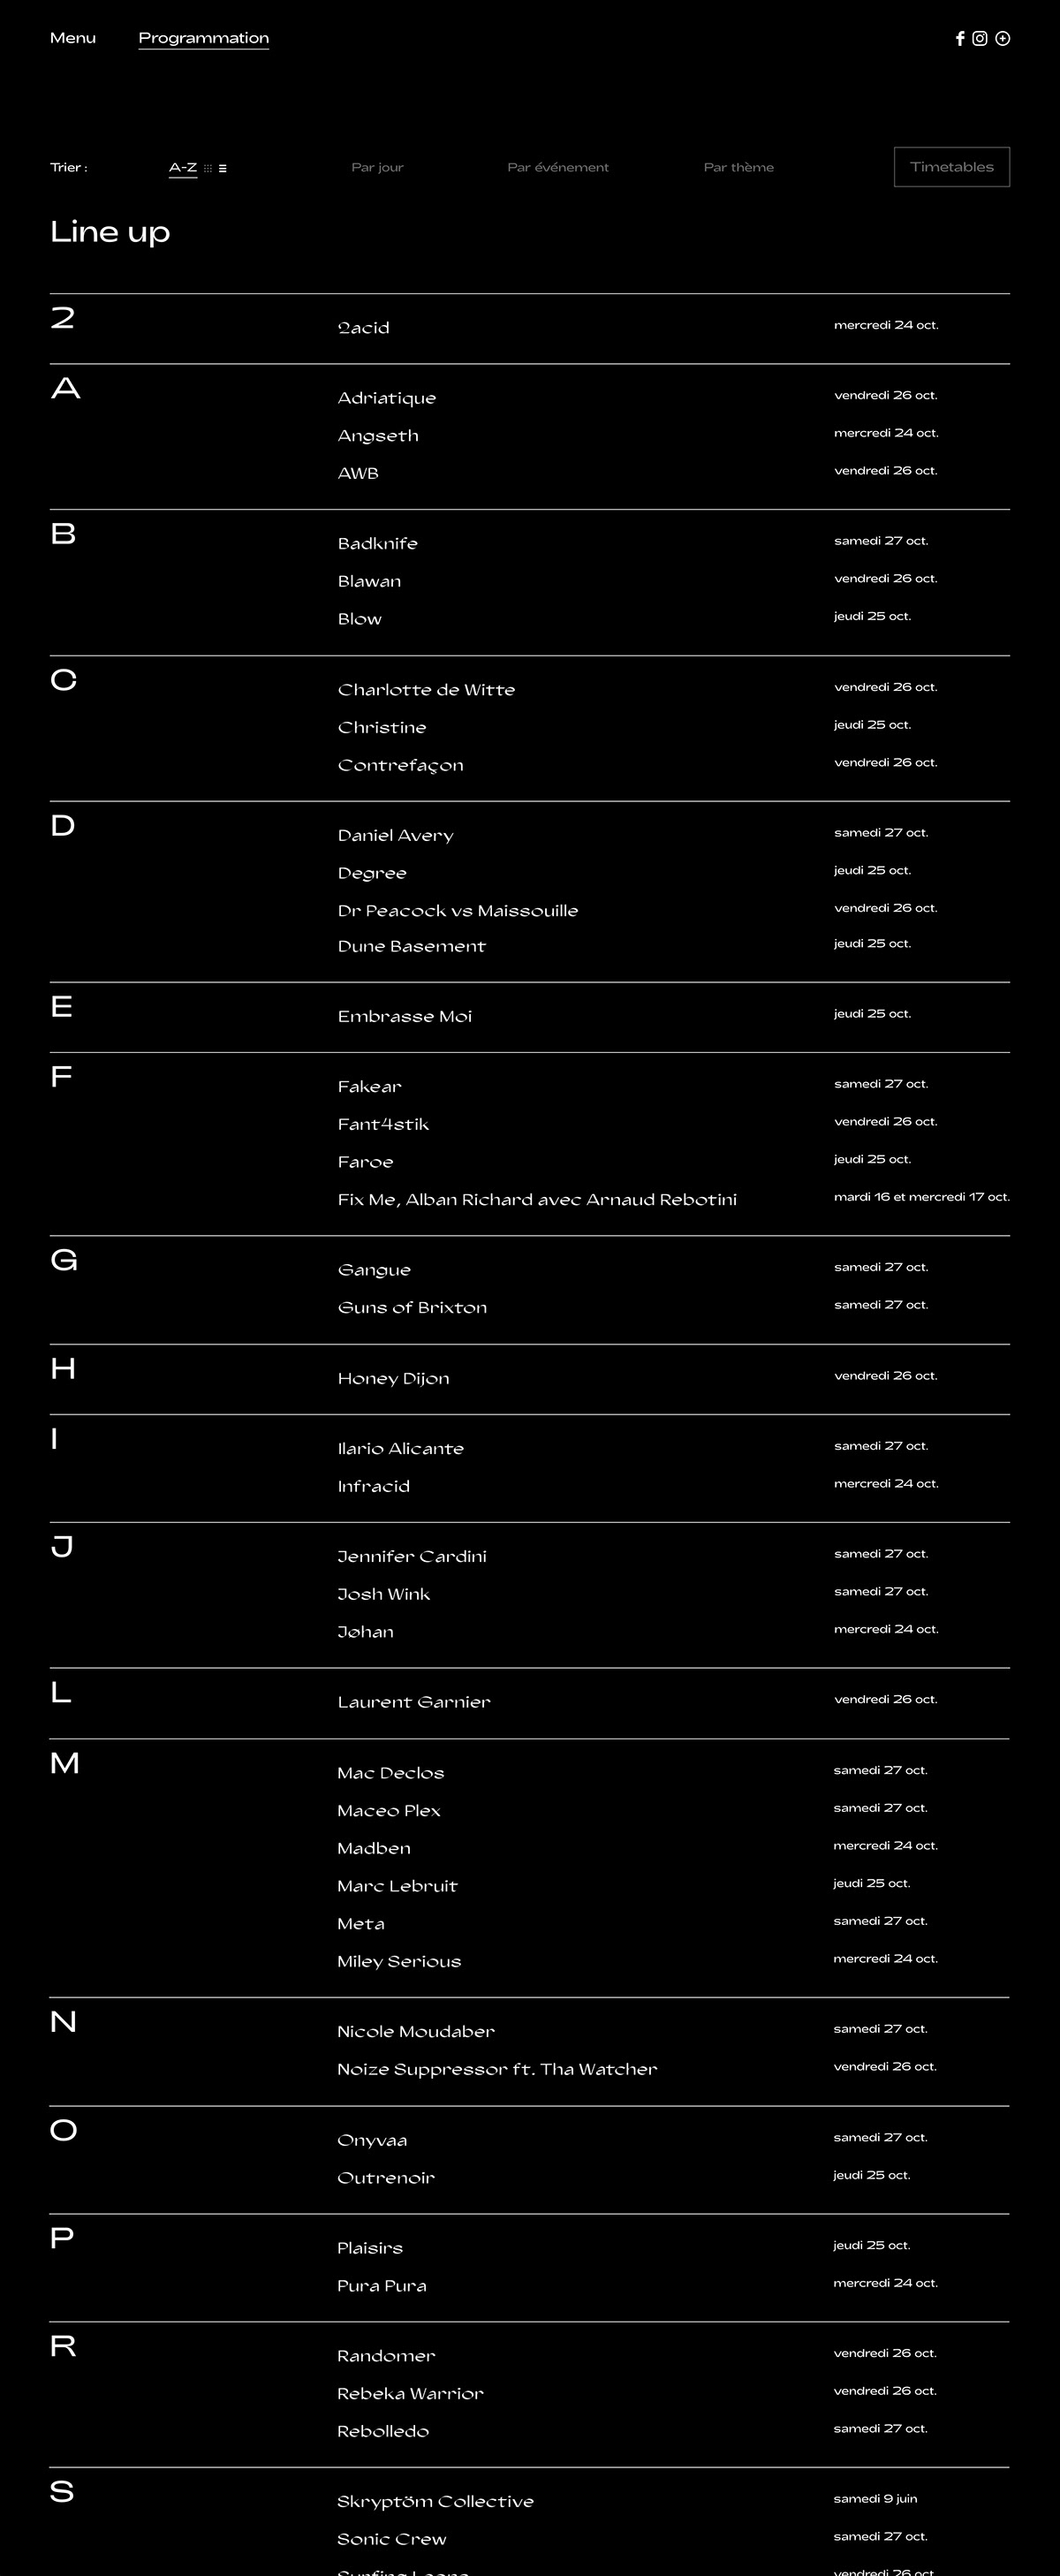 Menu Programmation
Trier : A-Z Par jour Par événement Par thème Timetables
Line up
2
2acid mercredi 24 oct.
A
Adriatique vendredi 26 oct.
Angseth mercredi 24 oct.
AWB vendredi 26 oct.
B
Badknife samedi 27 oct.
Blawan vendredi 26 oct.
Blow jeudi 25 oct.
C
Charlotte de Witte vendredi 26 oct.
Christine jeudi 25 oct.
Contrefaçon vendredi 26 oct.
D
Daniel Avery samedi 27 oct.
Degree jeudi 25 oct.
Dr Peacock vs Maissouille vendredi 26 oct.
Dune Basement jeudi 25 oct.
E
Embrasse Moi jeudi 25 oct.
F
Fakear samedi 27 oct.
Fant4stik vendredi 26 oct.
Faroe jeudi 25 oct.
Fix Me, Alban Richard avec Arnaud Rebotini mardi 16 et mercredi 17 oct.
G
Gangue samedi 27 oct.
Guns of Brixton samedi 27 oct.
H
Honey Dijon vendredi 26 oct.
I
Ilario Alicante samedi 27 oct.
Infracid mercredi 24 oct.
J
Jennifer Cardini samedi 27 oct.
Josh Wink samedi 27 oct.
Jøhan mercredi 24 oct.
L
Laurent Garnier vendredi 26 oct.
M
Mac Declos samedi 27 oct.
Maceo Plex samedi 27 oct.
Madben mercredi 24 oct.
Marc Lebruit jeudi 25 oct.
Meta samedi 27 oct.
Miley Serious mercredi 24 oct.
N
Nicole Moudaber samedi 27 oct.
Noize Suppressor ft. Tha Watcher vendredi 26 oct.
O
Onyvaa samedi 27 oct.
Outrenoir jeudi 25 oct.
P
Plaisirs jeudi 25 oct.
Pura Pura mercredi 24 oct.
R
Randomer vendredi 26 oct.
Rebeka Warrior vendredi 26 oct.
Rebolledo samedi 27 oct.
S
Skryptöm Collective samedi 9 juin
Sonic Crew samedi 27 oct.
vendredi 26 oct.